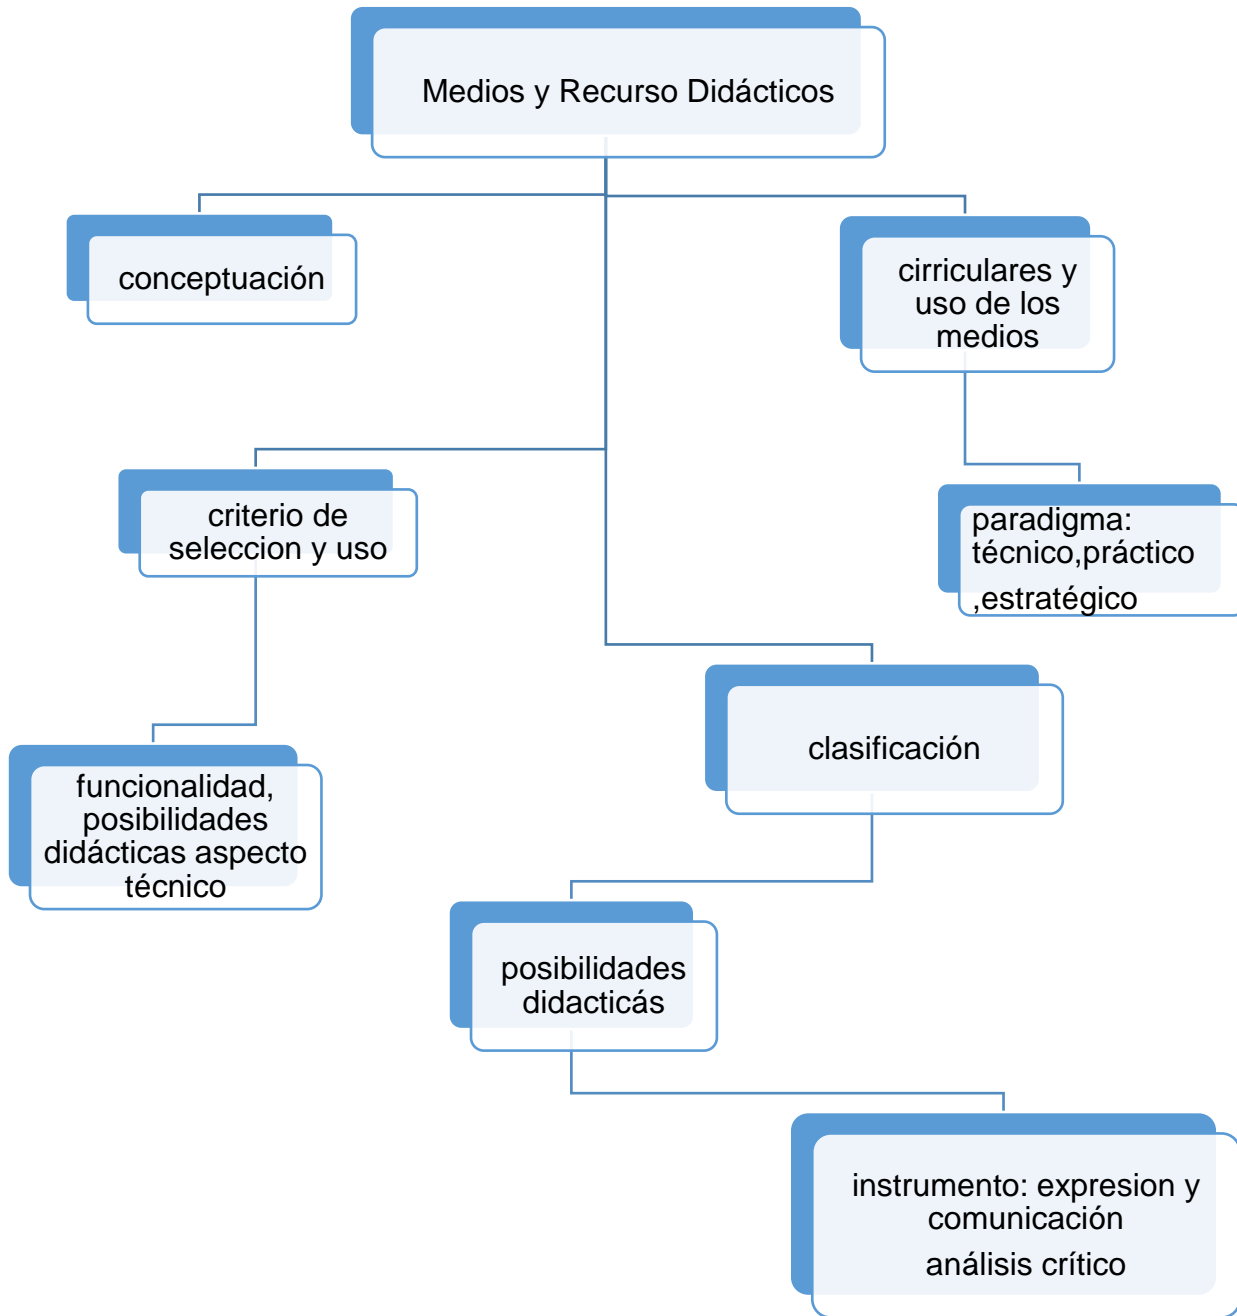 Medios y Recurso Didácticos
conceptuación
cirriculares y
uso de los
medios
criterio de
seleccion y uso
paradigma:
técnico,práctico
,estratégico
clasificación
funcionalidad,
posibilidades
didácticas aspecto
técnico
posibilidades
didacticás
instrumento: expresion y
comunicación
análisis crítico